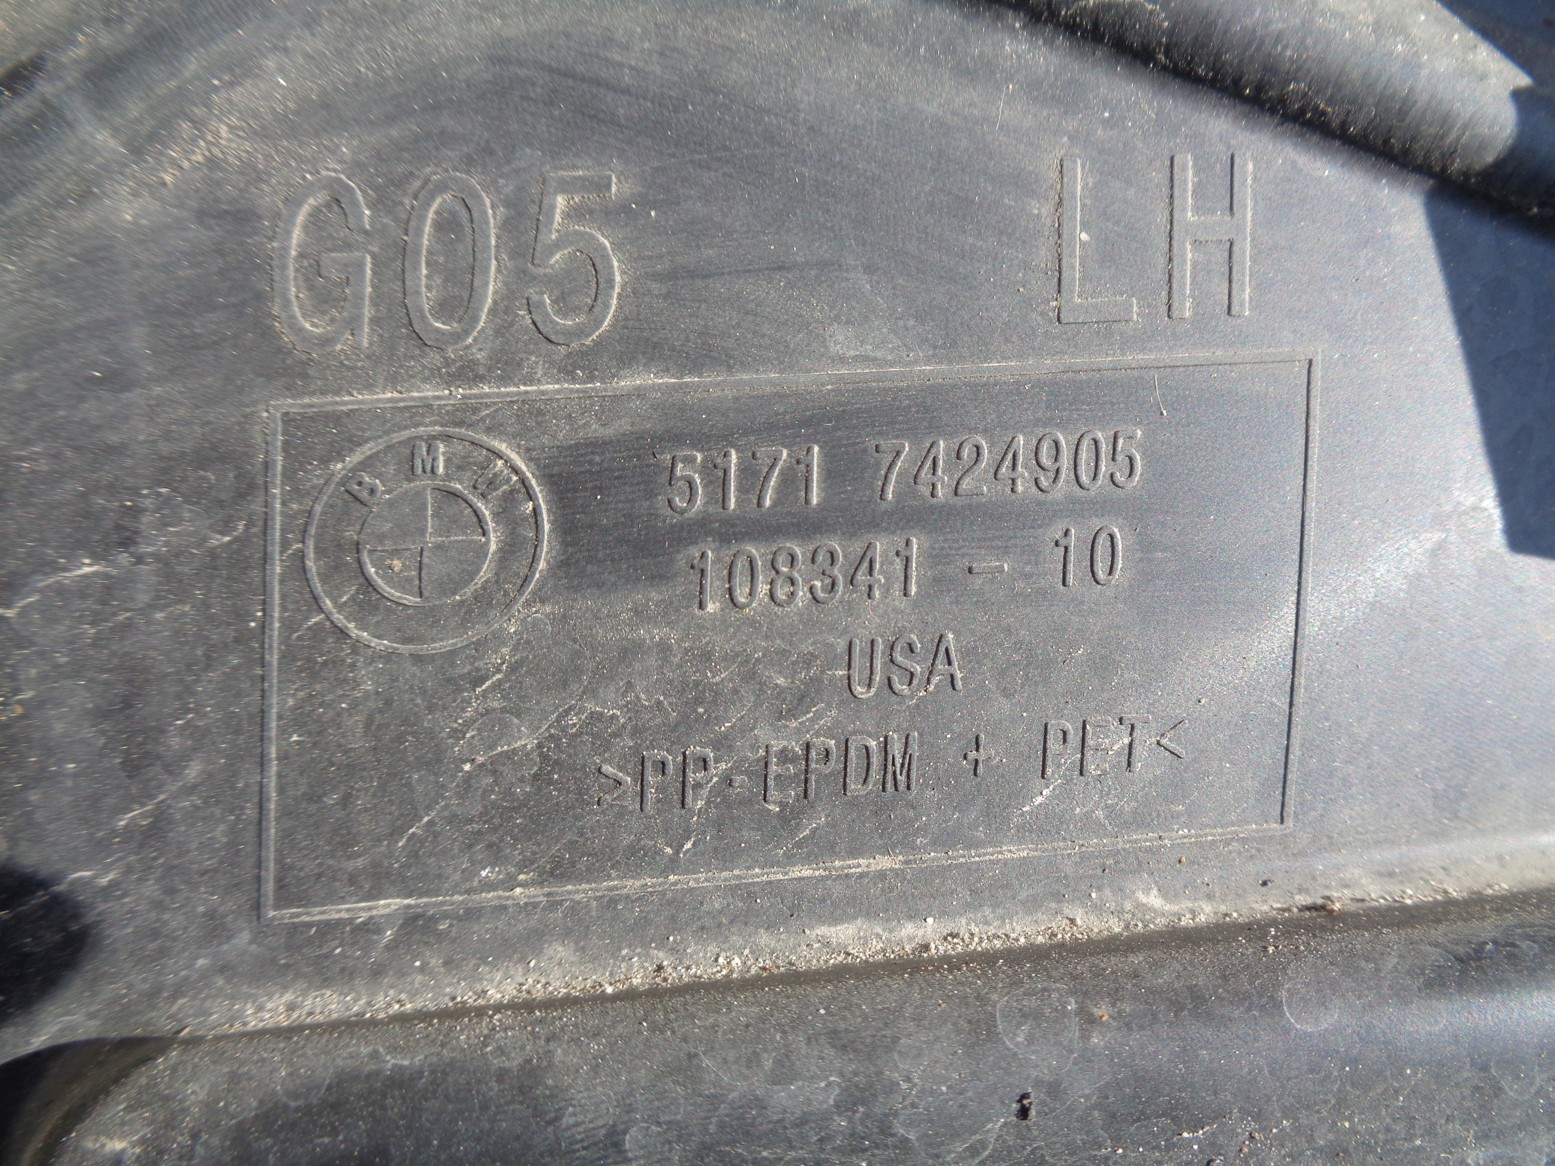 G05 LH
BMW
5171 7424905
108341 - 10
USA
>PP-EPDM + PET<